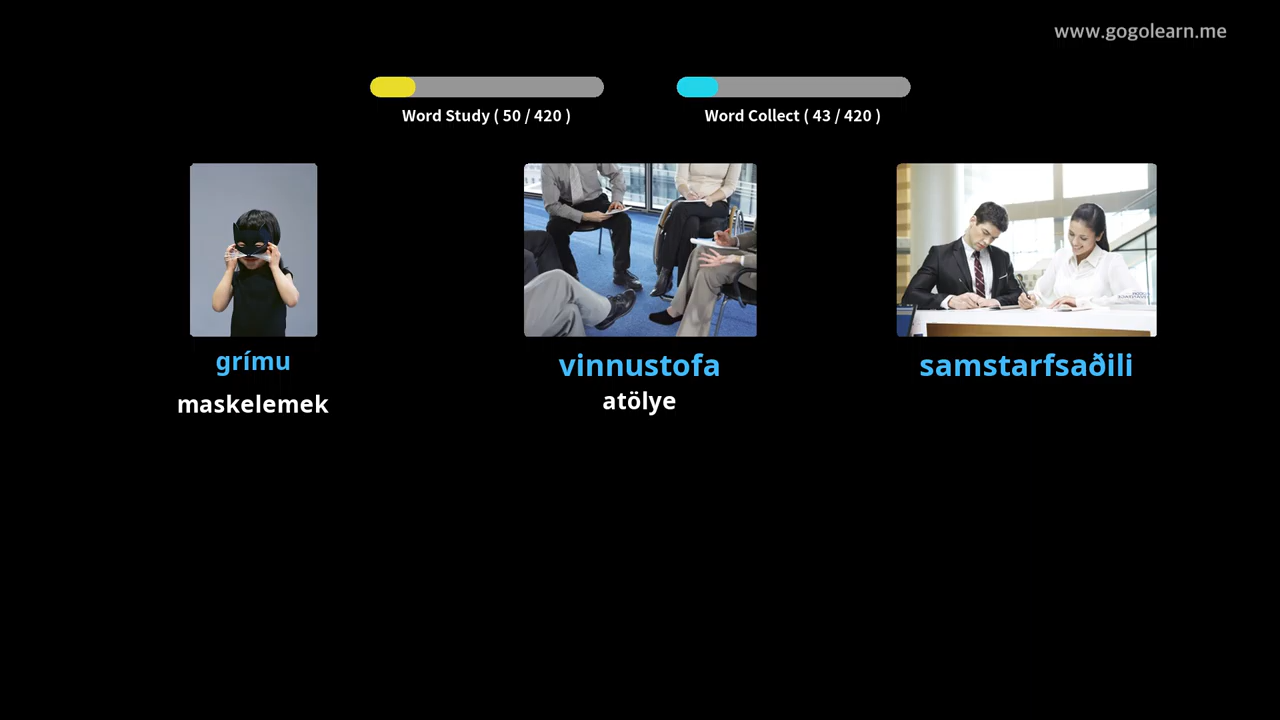 www.gogolearn.me
Word Study ( 50 / 420 )
Word Collect ( 43 / 420 )
grímu
maskelemek
vinnustofa
atölye
samstarfsaðili